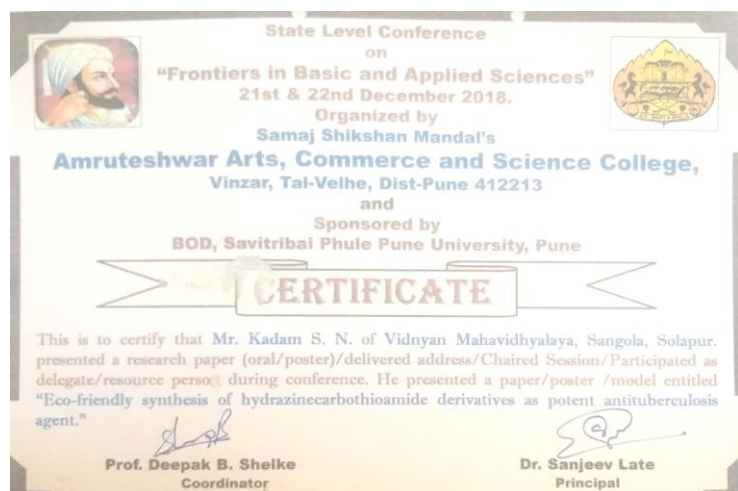 State Level Conference
on
“Frontiers in Basic and Applied Sciences”
21st & 22nd December 2018.
Organized by
Samaj Shikshan Mandal’s
Amruteshwar Arts, Commerce and Science College,
Vinzar, Tal-Velhe, Dist-Pune 412213
and
Sponsored by
BOD, Savitribai Phule Pune University, Pune
CERTIFICATE
This is to certify that Mr. Kadam S. N. of Vidnyan Mahavidhyalaya, Sangola, Solapur.
presented a research paper (oral/poster)/delivered address/Chaired Session/Participated as
delegate/resource person during conference. He presented a paper/poster /model entitled
“Eco-friendly synthesis of hydrazinecarbothioamide derivatives as potent antituberculosis
agent.”
Prof. Deepak B. Shelke
Coordinator
Dr. Sanjeev Late
Principal